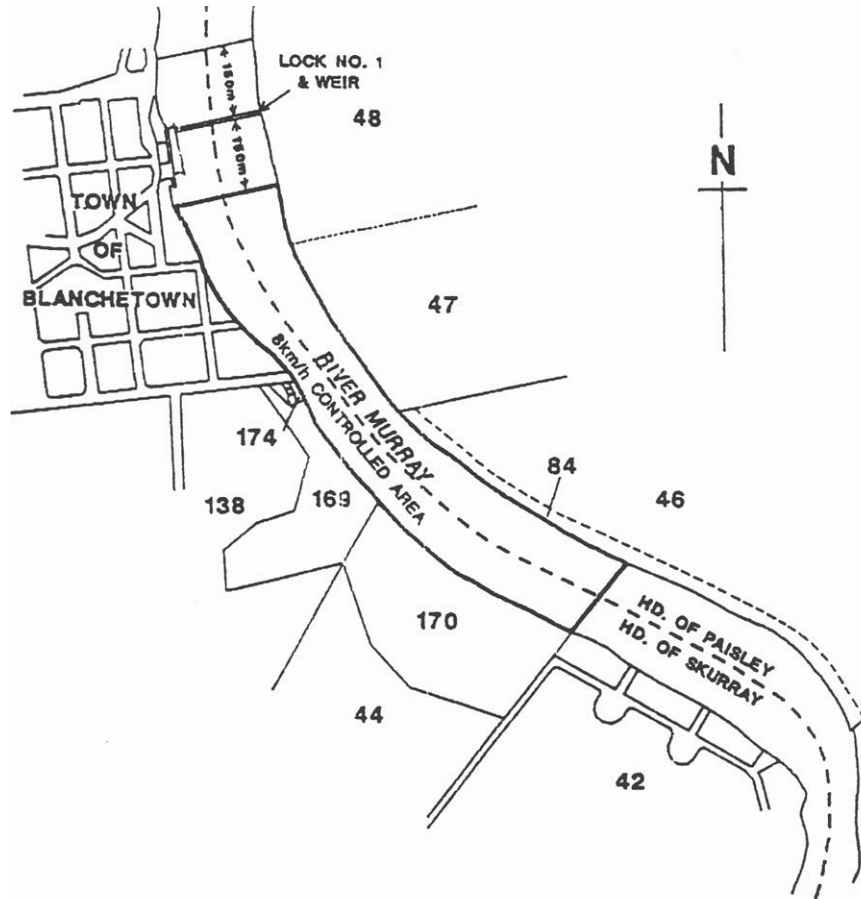 LOCK NO. 1
& WEIR
150m
150m
48
N
TOWN
OF
BLANCHETOWN
47
RIVER MURRAY
8km/h CONTROLLED AREA
174
84
46
138
169
170
HD. OF PAISLEY
HD. OF SKURRAY
44
42